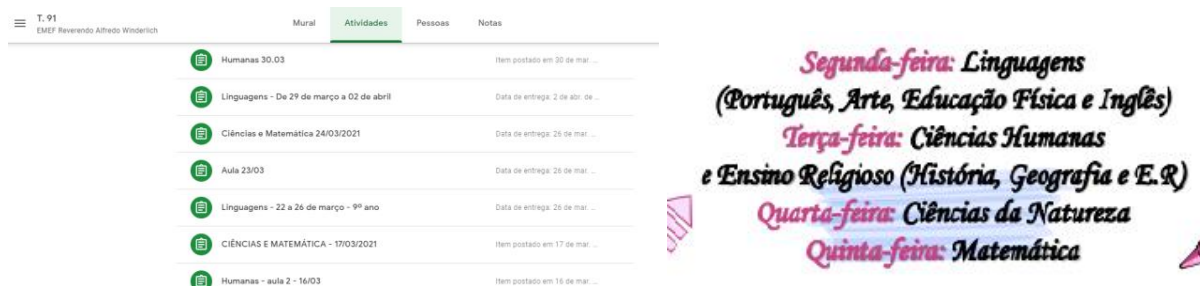 T. 91
EMEF Reverendo Alfredo Winderlich
Mural Atividades Pessoas Notas
Humanas 30.03 Item postado em 30 de mar. ...
Linguagens - De 29 de março a 02 de abril Data de entrega: 2 de abr. de ...
Ciências e Matemática 24/03/2021 Data de entrega: 26 de mar. ...
Aula 23/03 Data de entrega: 26 de mar. ...
Linguagens - 22 a 26 de março - 9º ano Data de entrega: 26 de mar. ...
CIÊNCIAS E MATEMÁTICA - 17/03/2021 Item postado em 17 de mar. ...
Humanas - aula 2 - 16/03 Item postado em 16 de mar. ...
Segunda-feira: Linguagens
(Português, Arte, Educação Física e Inglês)
Terça-feira: Ciências Humanas
e Ensino Religioso (História, Geografia e E.R)
Quarta-feira: Ciências da Natureza
Quinta-feira: Matemática